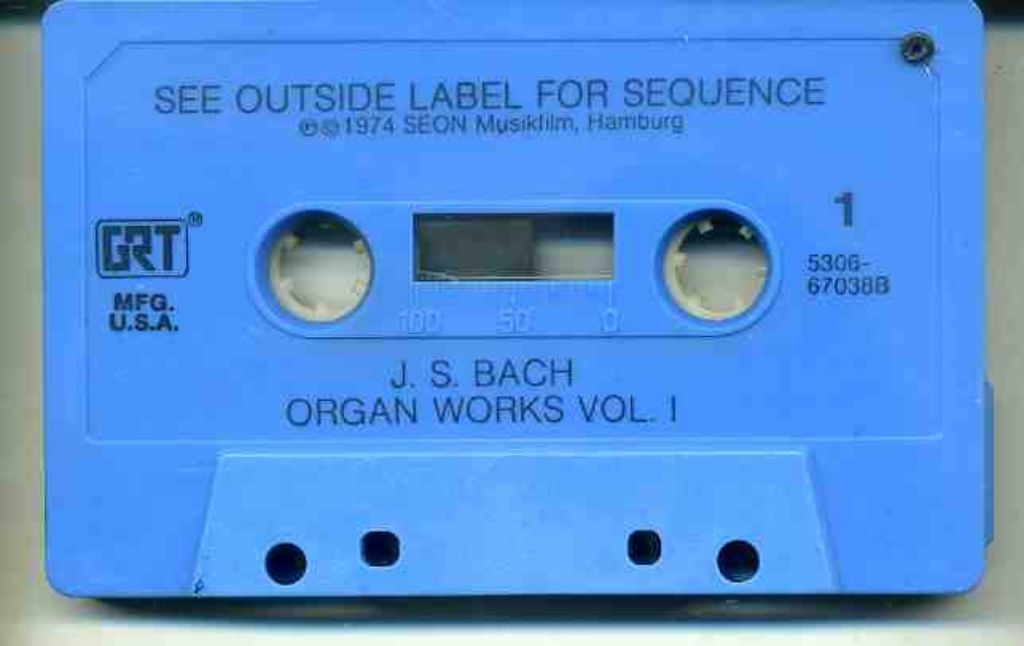 SEE OUTSIDE LABEL FOR SEQUENCE
℗©1974 SEON Musikfilm, Hamburg
GRT®
MFG.
U.S.A.
1
5306-
67038B
100 50 0
J. S. BACH
ORGAN WORKS VOL. I